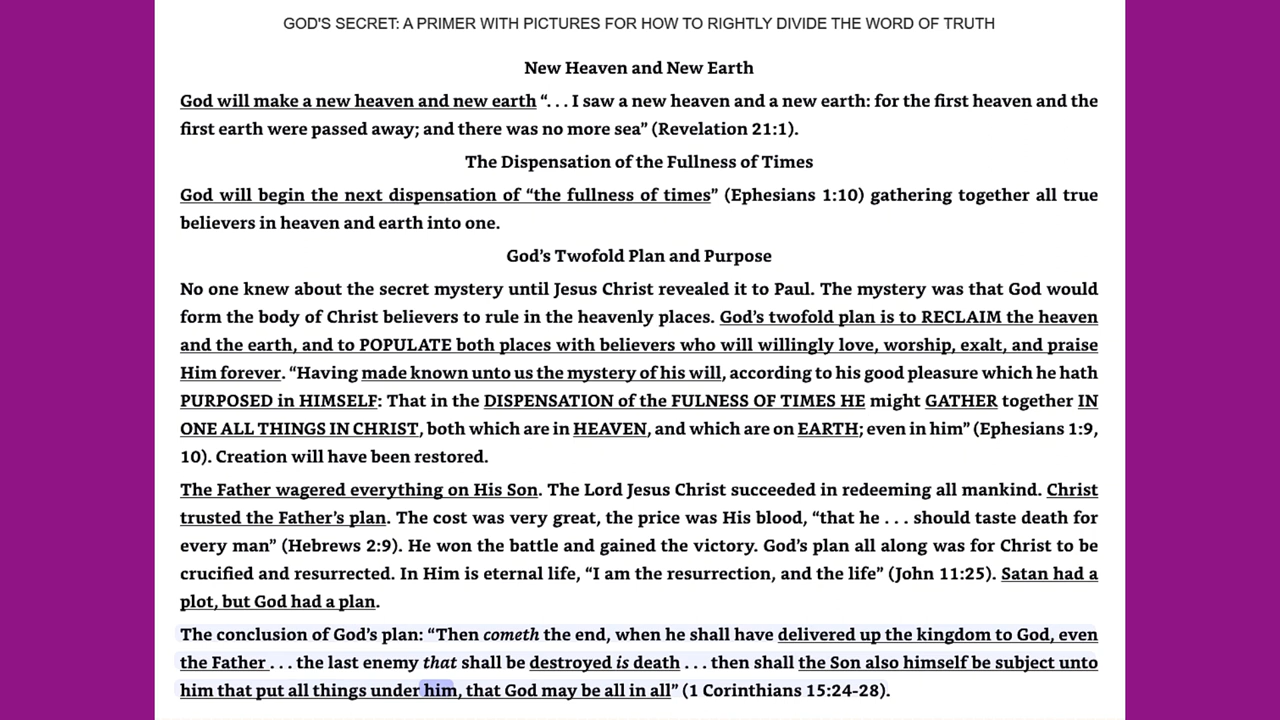 GOD'S SECRET: A PRIMER WITH PICTURES FOR HOW TO RIGHTLY DIVIDE THE WORD OF TRUTH
New Heaven and New Earth
God will make a new heaven and new earth “. . . I saw a new heaven and a new earth: for the first heaven and the
first earth were passed away; and there was no more sea” (Revelation 21:1).
The Dispensation of the Fullness of Times
God will begin the next dispensation of “the fullness of times” (Ephesians 1:10) gathering together all true
believers in heaven and earth into one.
God’s Twofold Plan and Purpose
No one knew about the secret mystery until Jesus Christ revealed it to Paul. The mystery was that God would
form the body of Christ believers to rule in the heavenly places. God’s twofold plan is to RECLAIM the heaven
and the earth, and to POPULATE both places with believers who will willingly love, worship, exalt, and praise
Him forever. “Having made known unto us the mystery of his will, according to his good pleasure which he hath
PURPOSED in HIMSELF: That in the DISPENSATION of the FULNESS OF TIMES HE might GATHER together IN
ONE ALL THINGS IN CHRIST, both which are in HEAVEN, and which are on EARTH; even in him” (Ephesians 1:9,
10). Creation will have been restored.
The Father wagered everything on His Son. The Lord Jesus Christ succeeded in redeeming all mankind. Christ
trusted the Father’s plan. The cost was very great, the price was His blood, “that he . . . should taste death for
every man” (Hebrews 2:9). He won the battle and gained the victory. God’s plan all along was for Christ to be
crucified and resurrected. In Him is eternal life, “I am the resurrection, and the life” (John 11:25). Satan had a
plot, but God had a plan.
The conclusion of God’s plan: “Then cometh the end, when he shall have delivered up the kingdom to God, even
the Father . . . the last enemy that shall be destroyed is death . . . then shall the Son also himself be subject unto
him that put all things under him, that God may be all in all” (1 Corinthians 15:24-28).